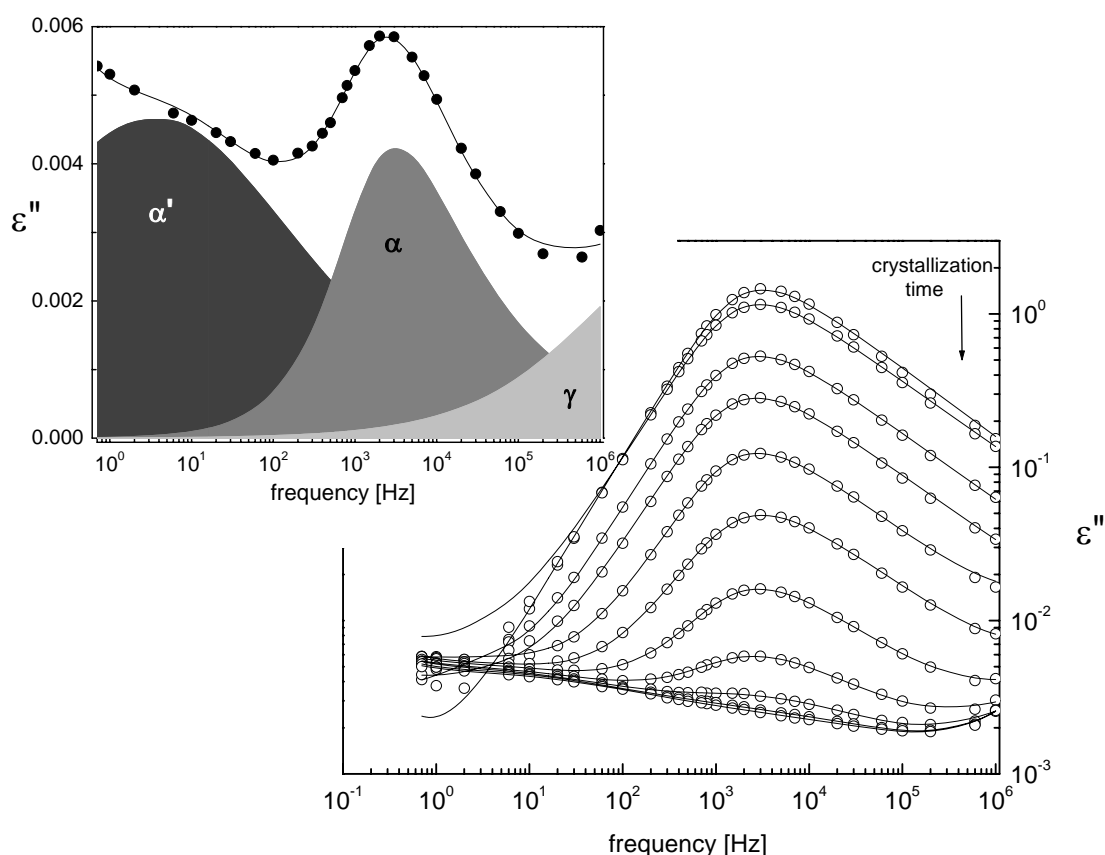 0.006
0.004
ε"
0.002
0.000
α'
α
γ
10⁰ 10¹ 10² 10³ 10⁴ 10⁵ 10⁶
frequency [Hz]
crystallization
time
10⁰
10⁻¹
ε"
10⁻²
10⁻³
10⁻¹ 10⁰ 10¹ 10² 10³ 10⁴ 10⁵ 10⁶
frequency [Hz]